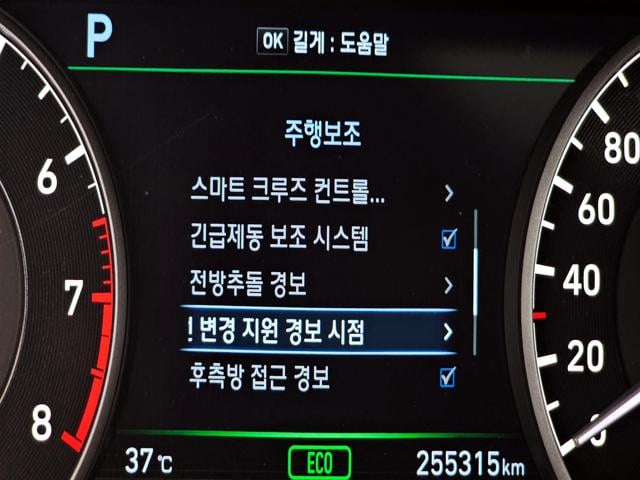 P
OK 길게 : 도움말
주행보조
스마트 크루즈 컨트롤...
긴급제동 보조 시스템
전방추돌 경보
! 변경 지원 경보 시점
후측방 접근 경보
37℃
ECO
255315km
6
7
8
80
60
40
20
0